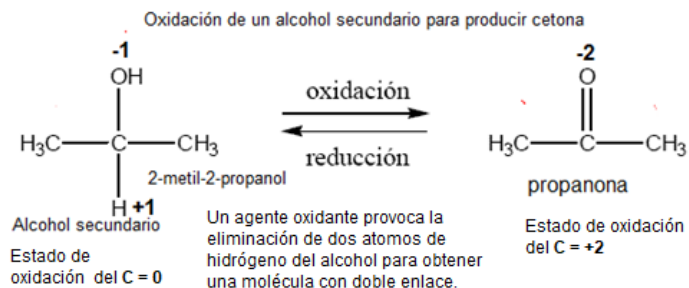 Oxidación de un alcohol secundario para producir cetona
-1
OH
H₃C—C—CH₃
H +1
2-metil-2-propanol
Alcohol secundario
Estado de
oxidación del C = 0
oxidación
reducción
Un agente oxidante provoca la
eliminación de dos atomos de
hidrógeno del alcohol para obtener
una molécula con doble enlace.
-2
O
H₃C—C—CH₃
propanona
Estado de oxidación
del C = +2